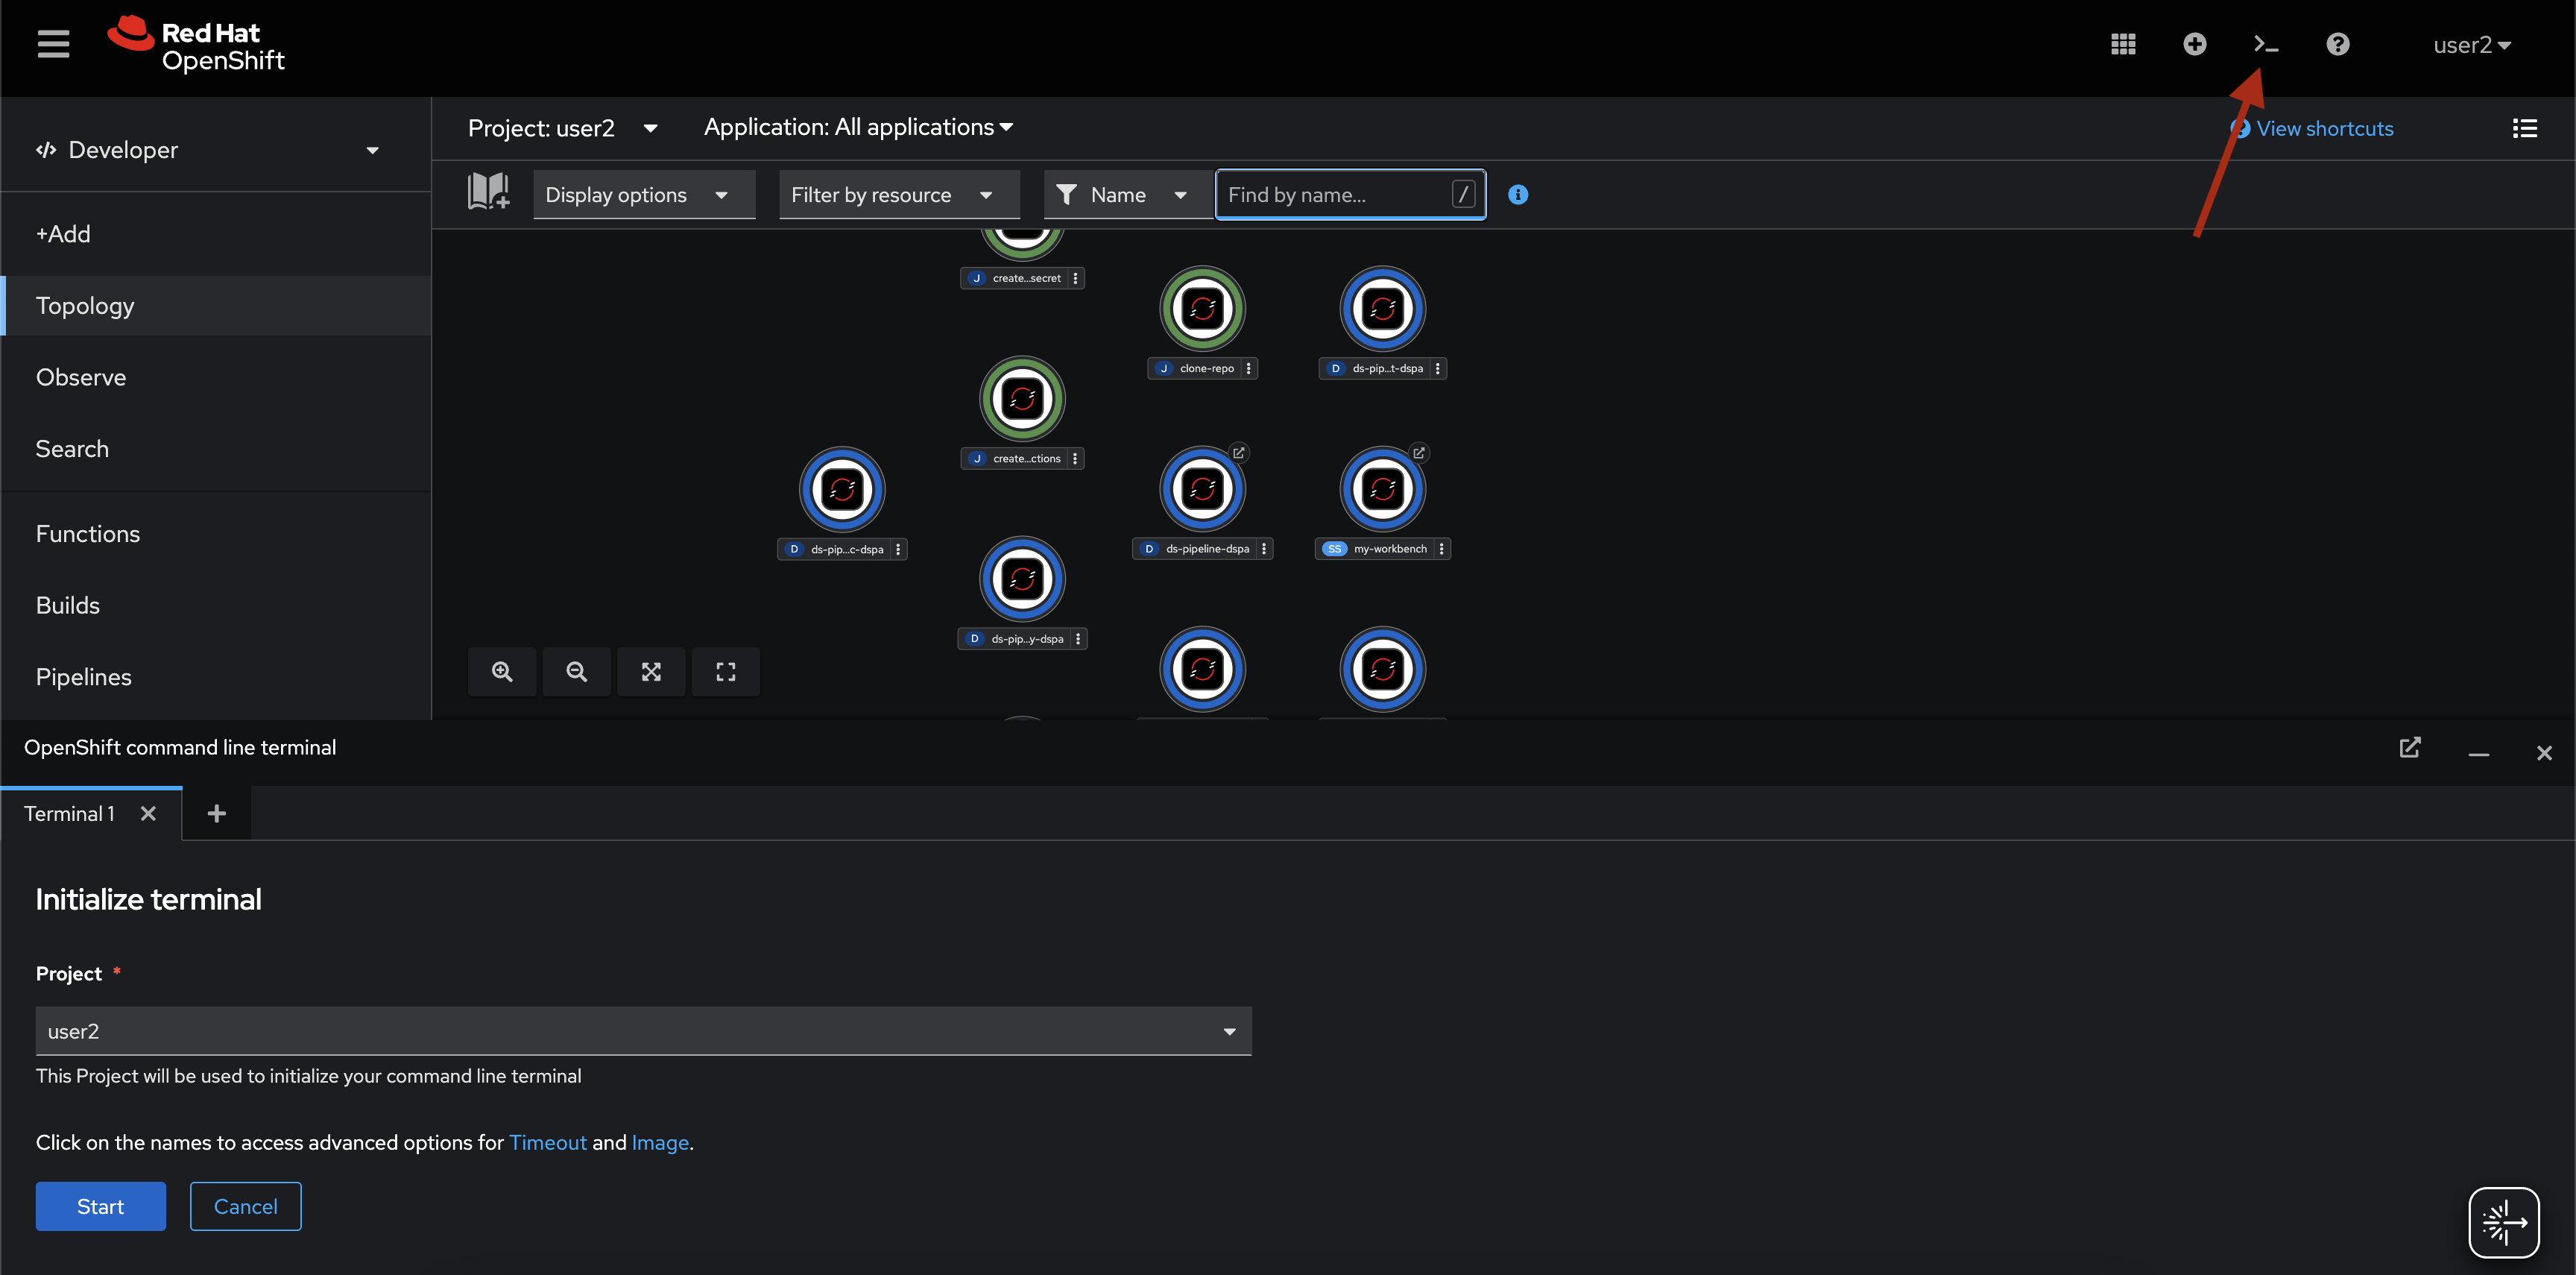 Red Hat
OpenShift
user2
Developer
Project: user2
Application: All applications
View shortcuts
Display options
Filter by resource
Name
Find by name...
/
+Add
Topology
Observe
Search
Functions
Builds
Pipelines
J create...secret
J clone-repo
D ds-pip...t-dspa
J create...ctions
D ds-pip...c-dspa
D ds-pipeline-dspa
SS my-workbench
D ds-pip...y-dspa
OpenShift command line terminal
Terminal 1
Initialize terminal
Project *
user2
This Project will be used to initialize your command line terminal
Click on the names to access advanced options for Timeout and Image.
Start
Cancel